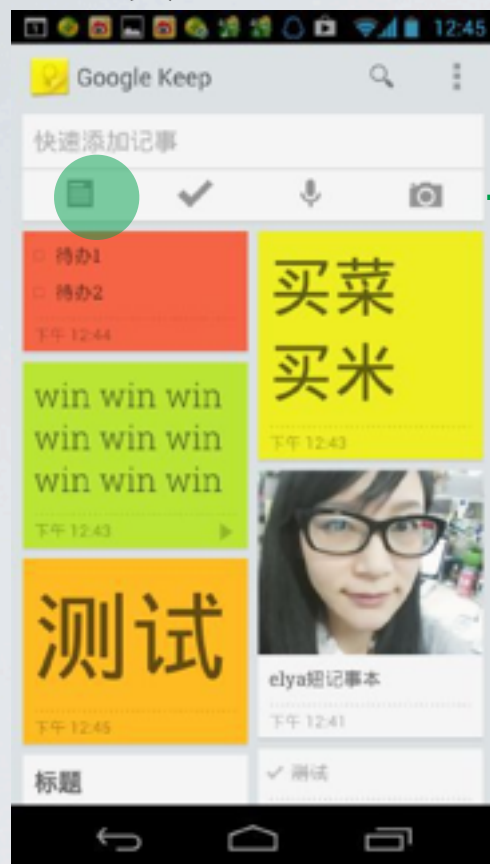 12:45
Google Keep
快速添加记事
待办1
待办2
下午 12:44
买菜
买米
下午 12:43
win win win
win win win
win win win
下午 12:43
elya妞记事本
下午 12:41
测试
下午 12:45
标题
测试